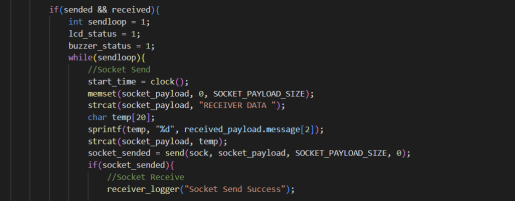 if(sended && received){
int sendloop = 1;
lcd_status = 1;
buzzer_status = 1;
while(sendloop){
//Socket Send
start_time = clock();
memset(socket_payload, 0, SOCKET_PAYLOAD_SIZE);
strcat(socket_payload, "RECEIVER DATA ");
char temp[20];
sprintf(temp, "%d", received_payload.message[2]);
strcat(socket_payload, temp);
socket_sended = send(sock, socket_payload, SOCKET_PAYLOAD_SIZE, 0);
if(socket_sended){
//Socket Receive
receiver_logger("Socket Send Success");